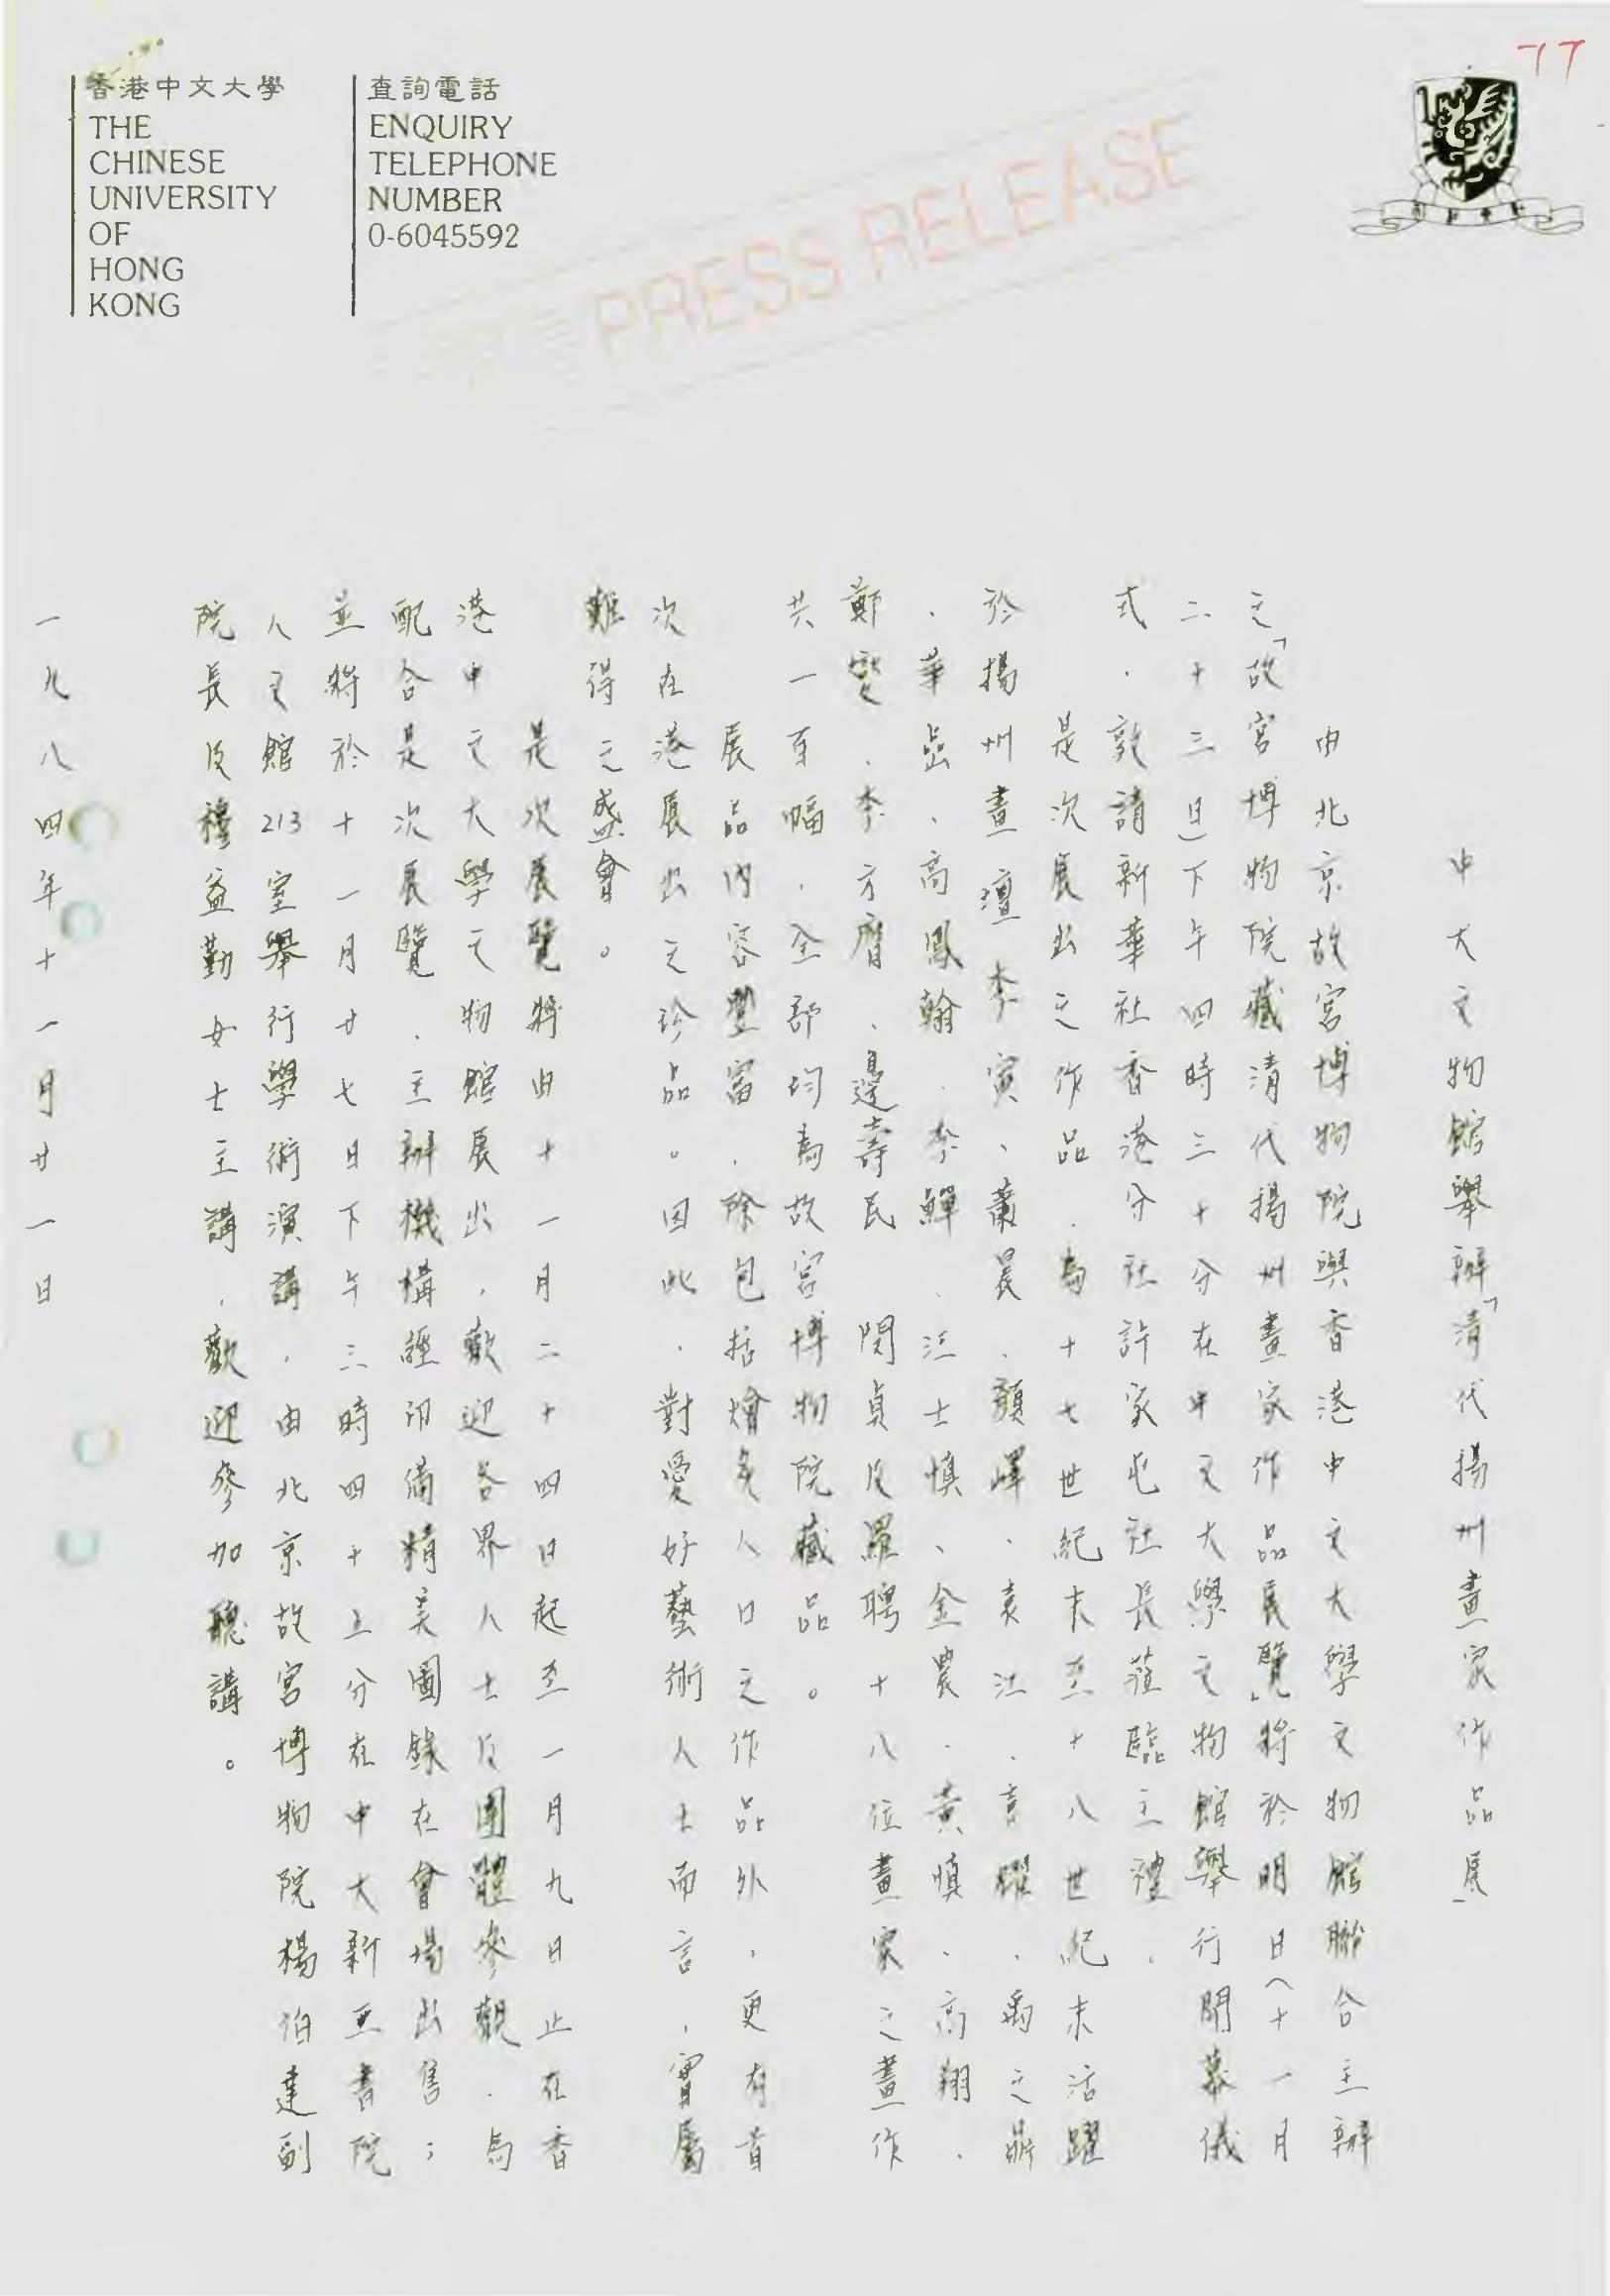 77
香港中文大學
THE
CHINESE
UNIVERSITY
OF
HONG
KONG
查詢電話
ENQUIRY
TELEPHONE
NUMBER
0-6045592
PRESS RELEASE
中大文物館舉辦「清代揚州畫家作品展」
由北京故宮博物院與香港中文大學文物館聯合主辦
之「故宮博物院藏清代揚州畫家作品展覽」將於明日(十一月
二十三日)下午四時三十分在中文大學文物館舉行開幕儀
式,敦請新華社香港分社許家屯社長蒞臨主禮。
是次展出之作品,為十七世紀末至十八世紀末活躍
於揚州畫壇李寅、蕭晨、顏嶧、袁江、袁耀、禹之鼎
、華嵒、高鳳翰、李鱓、汪士慎、金農、黃慎、高翔、
鄭燮、李方膺、邊壽民、閔貞及羅聘十八位畫家之畫作
共一百幅,全部均為故宮博物院藏品。
展品內容豐富,除包括膾炙人口之作品外,更有首
次在港展出之珍品。因此,對愛好藝術人士而言,實屬
難得之盛會。
是次展覽將由十一月二十四日起至一月九日止在香
港中文大學文物館展出,歡迎各界人士及團體參觀。為
配合是次展覽,主辦機構經印備精美圖錄在會場出售;
並將於十一月廿七日下午三時四十五分在中大新亞書院
人文館213室舉行學術演講,由北京故宮博物院楊伯達副
院長及穆益勤女士主講,歡迎參加聽講。
一九八四年十一月廿一日